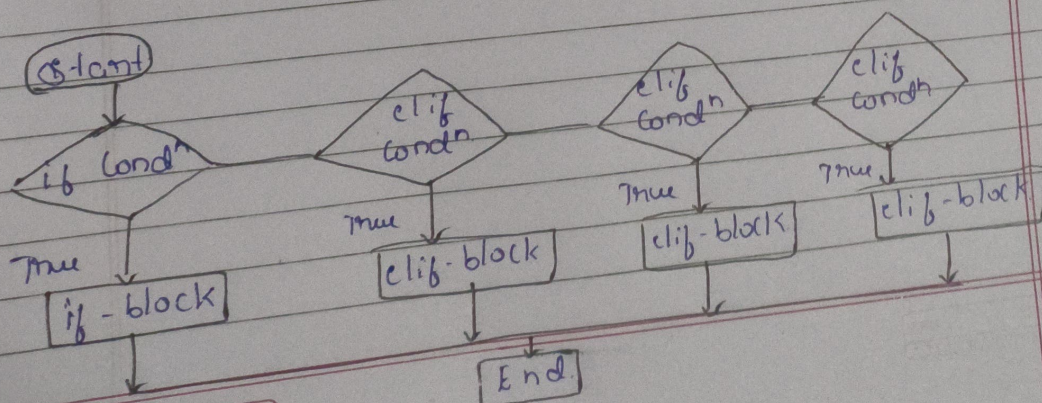 Start
if Condⁿ
elif
condⁿ
elif
condⁿ
elif
condⁿ
True
True
True
True
if-block
elif-block
elif-block
elif-block
End